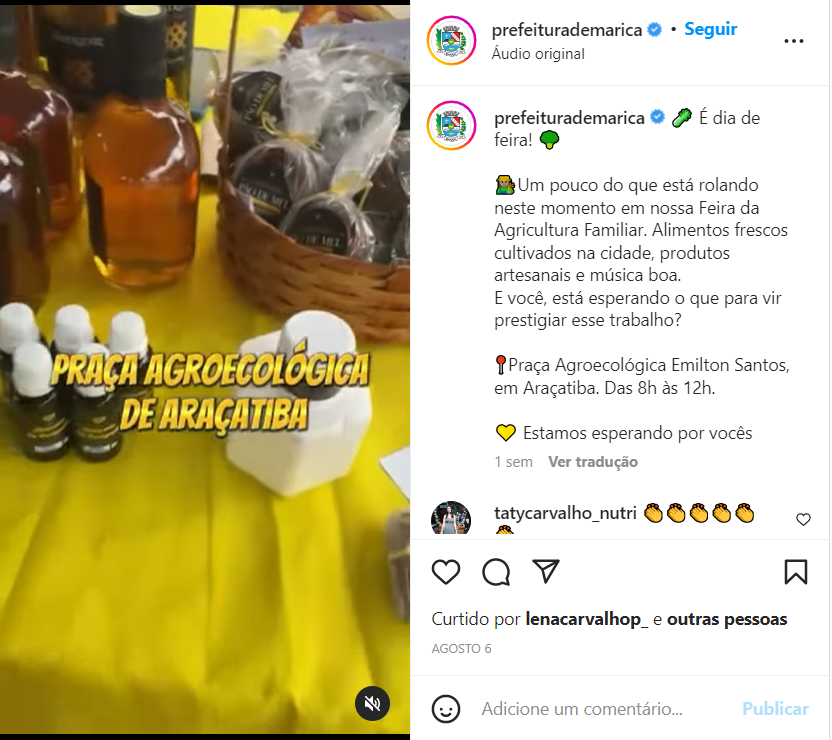 PÃO DE MEL
PRAÇA AGROECOLÓGICA
DE ARAÇATIBA
prefeiturademarica • Seguir
Áudio original
prefeiturademarica 🥒 É dia de
feira! 🥦
👩🏽‍🌾Um pouco do que está rolando
neste momento em nossa Feira da
Agricultura Familiar. Alimentos frescos
cultivados na cidade, produtos
artesanais e música boa.
E você, está esperando o que para vir
prestigiar esse trabalho?
📍Praça Agroecológica Emilton Santos,
em Araçatiba. Das 8h às 12h.
💛 Estamos esperando por vocês
1 sem Ver tradução
tatycarvalho_nutri 👏👏👏👏👏
👏
Curtido por lenacarvalhop_ e outras pessoas
AGOSTO 6
Adicione um comentário... Publicar